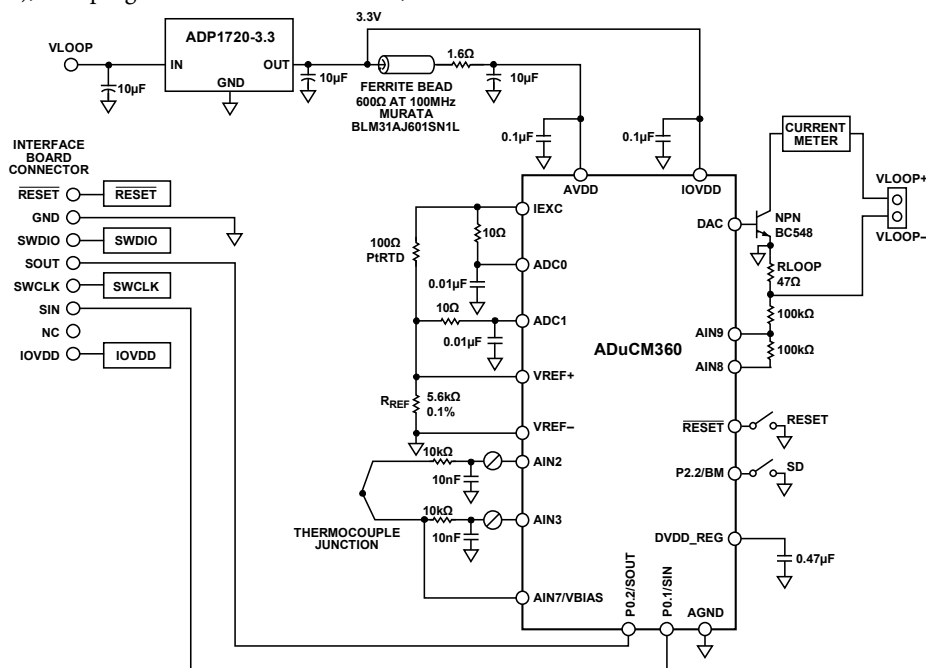 ADP1720-3.3
IN
OUT
GND
VLOOP
10µF
10µF
3.3V
1.6Ω
10µF
FERRITE BEAD
600Ω AT 100MHz
MURATA
BLM31AJ601SN1L
0.1µF
0.1µF
INTERFACE
BOARD
CONNECTOR
RESET
RESET
GND
SWDIO
SWDIO
SOUT
SWCLK
SWCLK
SIN
NC
IOVDD
IOVDD
AVDD
IOVDD
IEXC
ADC0
ADC1
VREF+
VREF–
AIN2
AIN3
AIN7/VBIAS
ADuCM360
DAC
AIN9
AIN8
RESET
P2.2/BM
DVDD_REG
P0.2/SOUT
P0.1/SIN
AGND
100Ω
PtRTD
10Ω
0.01µF
10Ω
0.01µF
RREF
5.6kΩ
0.1%
10kΩ
10nF
10kΩ
10nF
THERMOCOUPLE
JUNCTION
CURRENT
METER
VLOOP+
VLOOP–
NPN
BC548
RLOOP
47Ω
100kΩ
100kΩ
RESET
SD
0.47µF